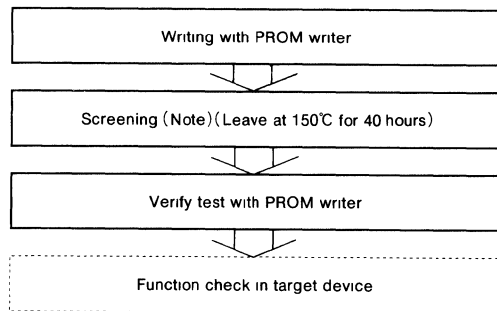 Writing with PROM writer
Screening (Note) (Leave at 150℃ for 40 hours)
Verify test with PROM writer
Function check in target device